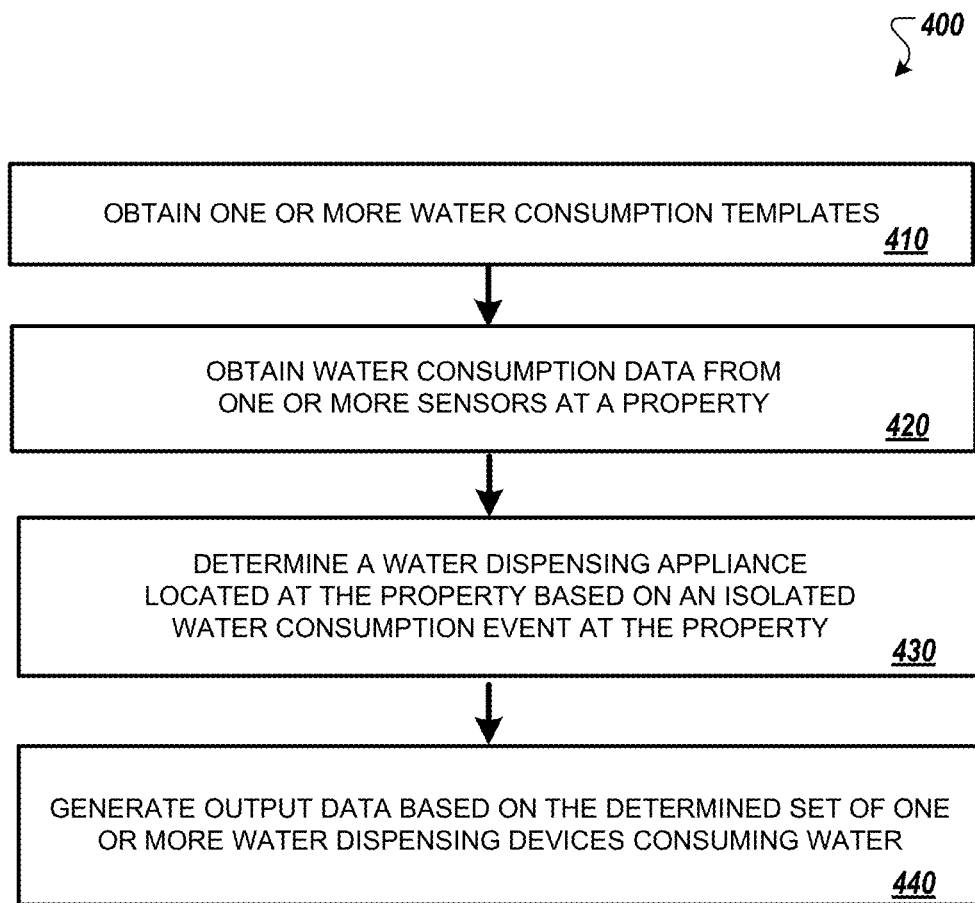 400
OBTAIN ONE OR MORE WATER CONSUMPTION TEMPLATES
410
OBTAIN WATER CONSUMPTION DATA FROM
ONE OR MORE SENSORS AT A PROPERTY
420
DETERMINE A WATER DISPENSING APPLIANCE
LOCATED AT THE PROPERTY BASED ON AN ISOLATED
WATER CONSUMPTION EVENT AT THE PROPERTY
430
GENERATE OUTPUT DATA BASED ON THE DETERMINED SET OF ONE
OR MORE WATER DISPENSING DEVICES CONSUMING WATER
440